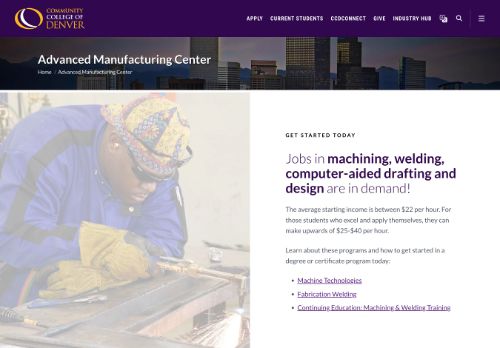 COMMUNITY
COLLEGE OF
DENVER
APPLY CURRENT STUDENTS CCDCONNECT GIVE INDUSTRY HUB
Advanced Manufacturing Center
Home / Advanced Manufacturing Center
GET STARTED TODAY
Jobs in machining, welding,
computer-aided drafting and
design are in demand!
The average starting income is between $22 per hour. For
those students who excel and apply themselves, they can
make upwards of $25-$40 per hour.
Learn about these programs and how to get started in a
degree or certificate program today:
Machine Technologies
Fabrication Welding
Continuing Education: Machining & Welding Training